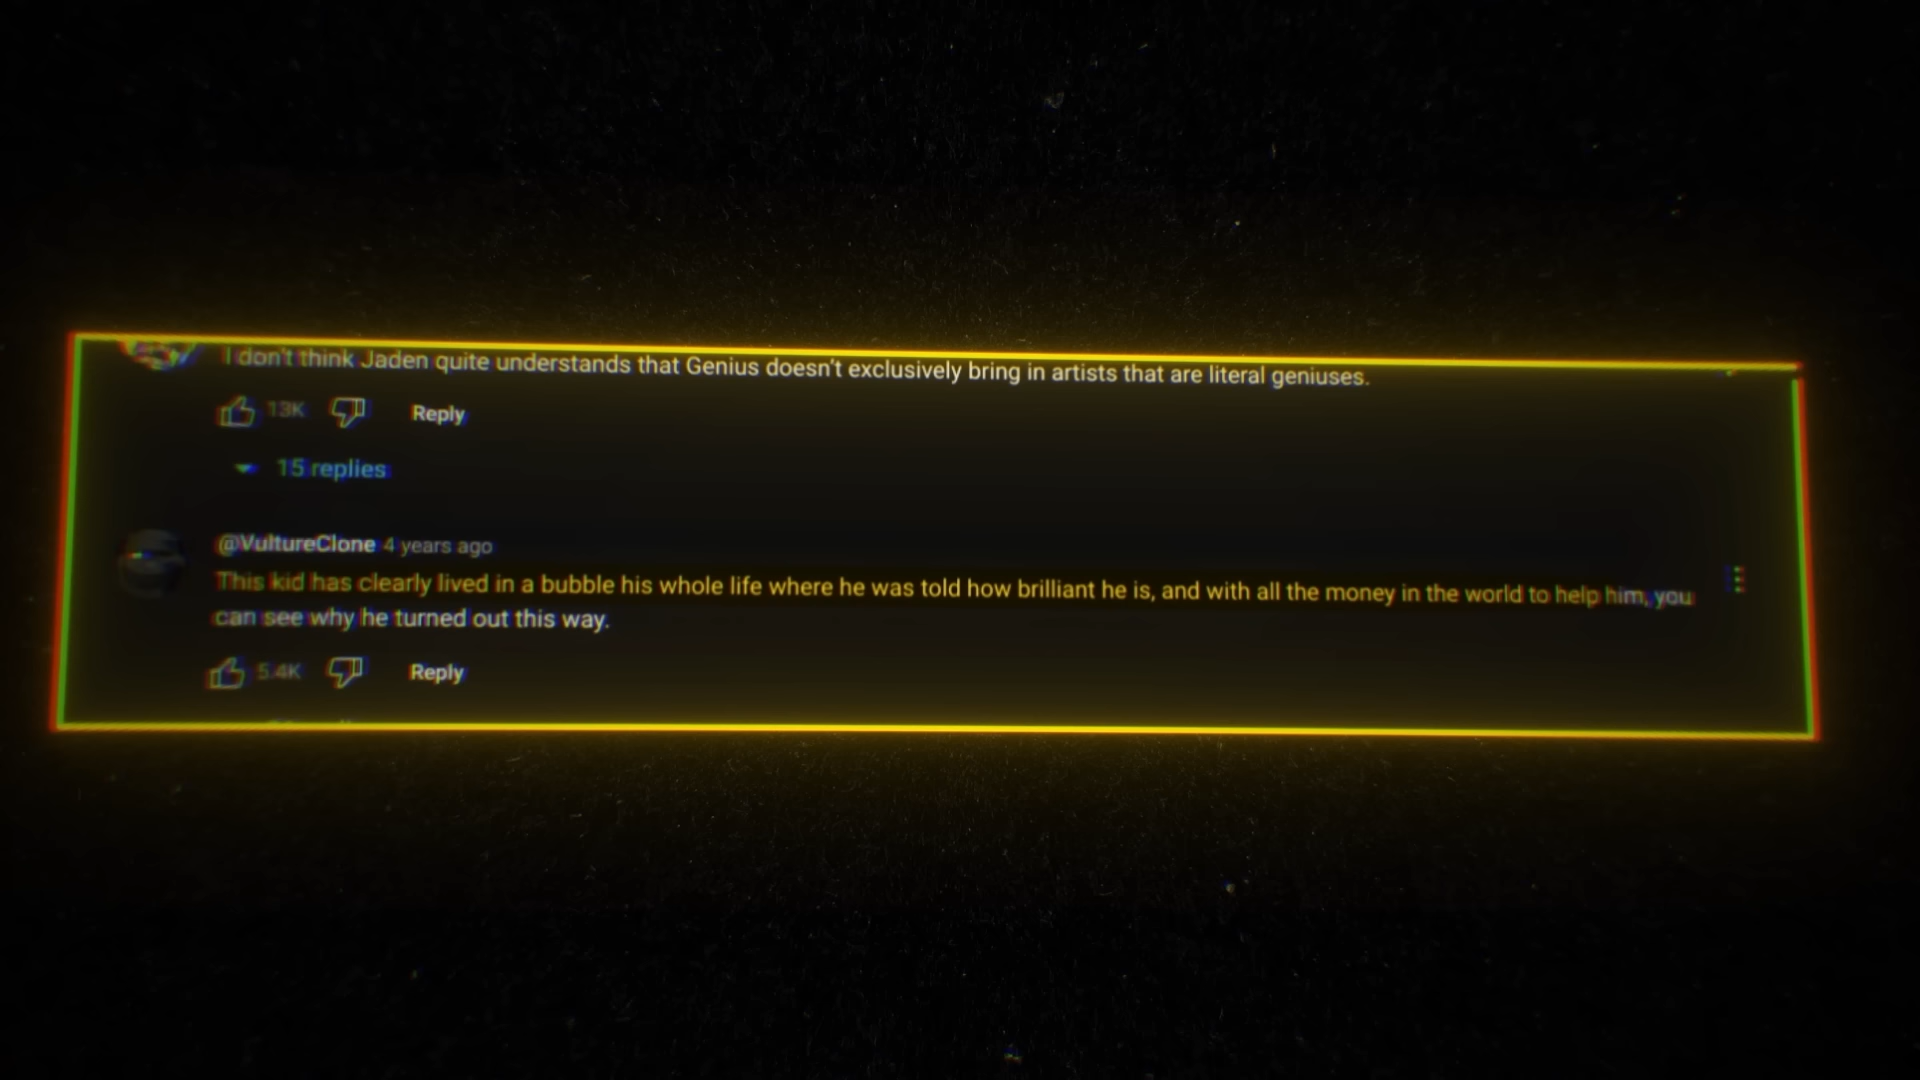 I don't think Jaden quite understands that Genius doesn't exclusively bring in artists that are literal geniuses.
13K Reply
15 replies
@VultureClone 4 years ago
This kid has clearly lived in a bubble his whole life where he was told how brilliant he is, and with all the money in the world to help him, you
can see why he turned out this way.
5.4K Reply